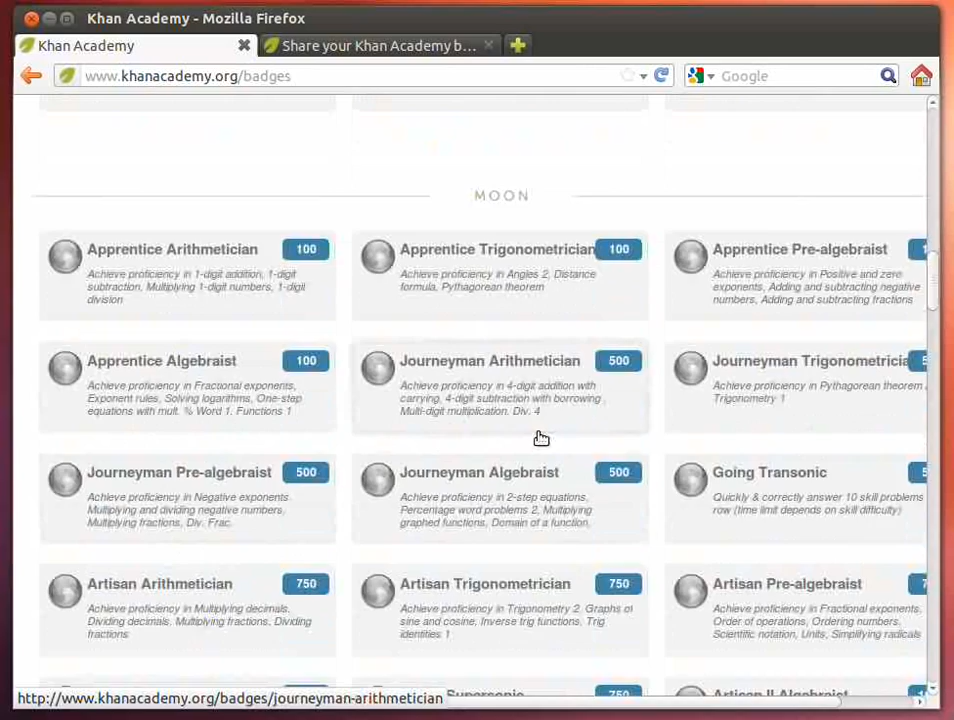 Khan Academy - Mozilla Firefox
Khan Academy
Share your Khan Academy b...
www.khanacademy.org/badges
Google
MOON
Apprentice Arithmetician 100
Achieve proficiency in 1-digit addition, 1-digit
subtraction, Multiplying 1-digit numbers, 1-digit
division
Apprentice Trigonometrician 100
Achieve proficiency in Angles 2, Distance
formula, Pythagorean theorem
Apprentice Pre-algebraist 1
Achieve proficiency in Positive and zero
exponents, Adding and subtracting negative
numbers, Adding and subtracting fractions
Apprentice Algebraist 100
Achieve proficiency in Fractional exponents,
Exponent rules, Solving logarithms, One-step
equations with mult. % Word 1. Functions 1
Journeyman Arithmetician 500
Achieve proficiency in 4-digit addition with
carrying, 4-digit subtraction with borrowing,
Multi-digit multiplication. Div. 4
Journeyman Trigonometricia 5
Achieve proficiency in Pythagorean theorem
Trigonometry 1
Journeyman Pre-algebraist 500
Achieve proficiency in Negative exponents.
Multiplying and dividing negative numbers,
Multiplying fractions, Div. Frac.
Journeyman Algebraist 500
Achieve proficiency in 2-step equations,
Percentage word problems 2, Multiplying
graphed functions, Domain of a function,
Going Transonic 5
Quickly & correctly answer 10 skill problems
row (time limit depends on skill difficulty)
Artisan Arithmetician 750
Achieve proficiency in Multiplying decimals.
Dividing decimals. Multiplying fractions, Dividing
fractions
Artisan Trigonometrician 750
Achieve proficiency in Trigonometry 2, Graphs of
sine and cosine, Inverse trig functions, Trig
identities 1
Artisan Pre-algebraist 7
Achieve proficiency in Fractional exponents,
Order of operations, Ordering numbers.
Scientific notation, Units, Simplifying radicals
Supersonic 750
Artisan II Algebraist
http://www.khanacademy.org/badges/journeyman-arithmetician